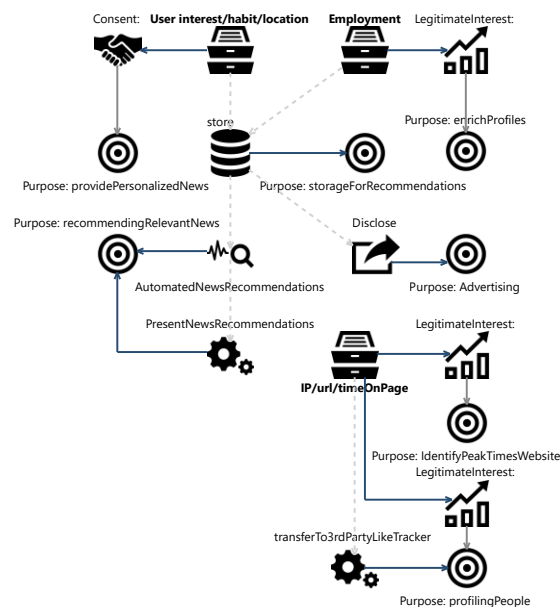 Consent:
User interest/habit/location
Employment
LegitimateInterest:
store
Purpose: enrichProfiles
Purpose: providePersonalizedNews
Purpose: storageForRecommendations
Purpose: recommendingRelevantNews
Disclose
AutomatedNewsRecommendations
Purpose: Advertising
PresentNewsRecommendations
LegitimateInterest:
IP/url/timeOnPage
Purpose: IdentifyPeakTimesWebsite
LegitimateInterest:
transferTo3rdPartyLikeTracker
Purpose: profilingPeople